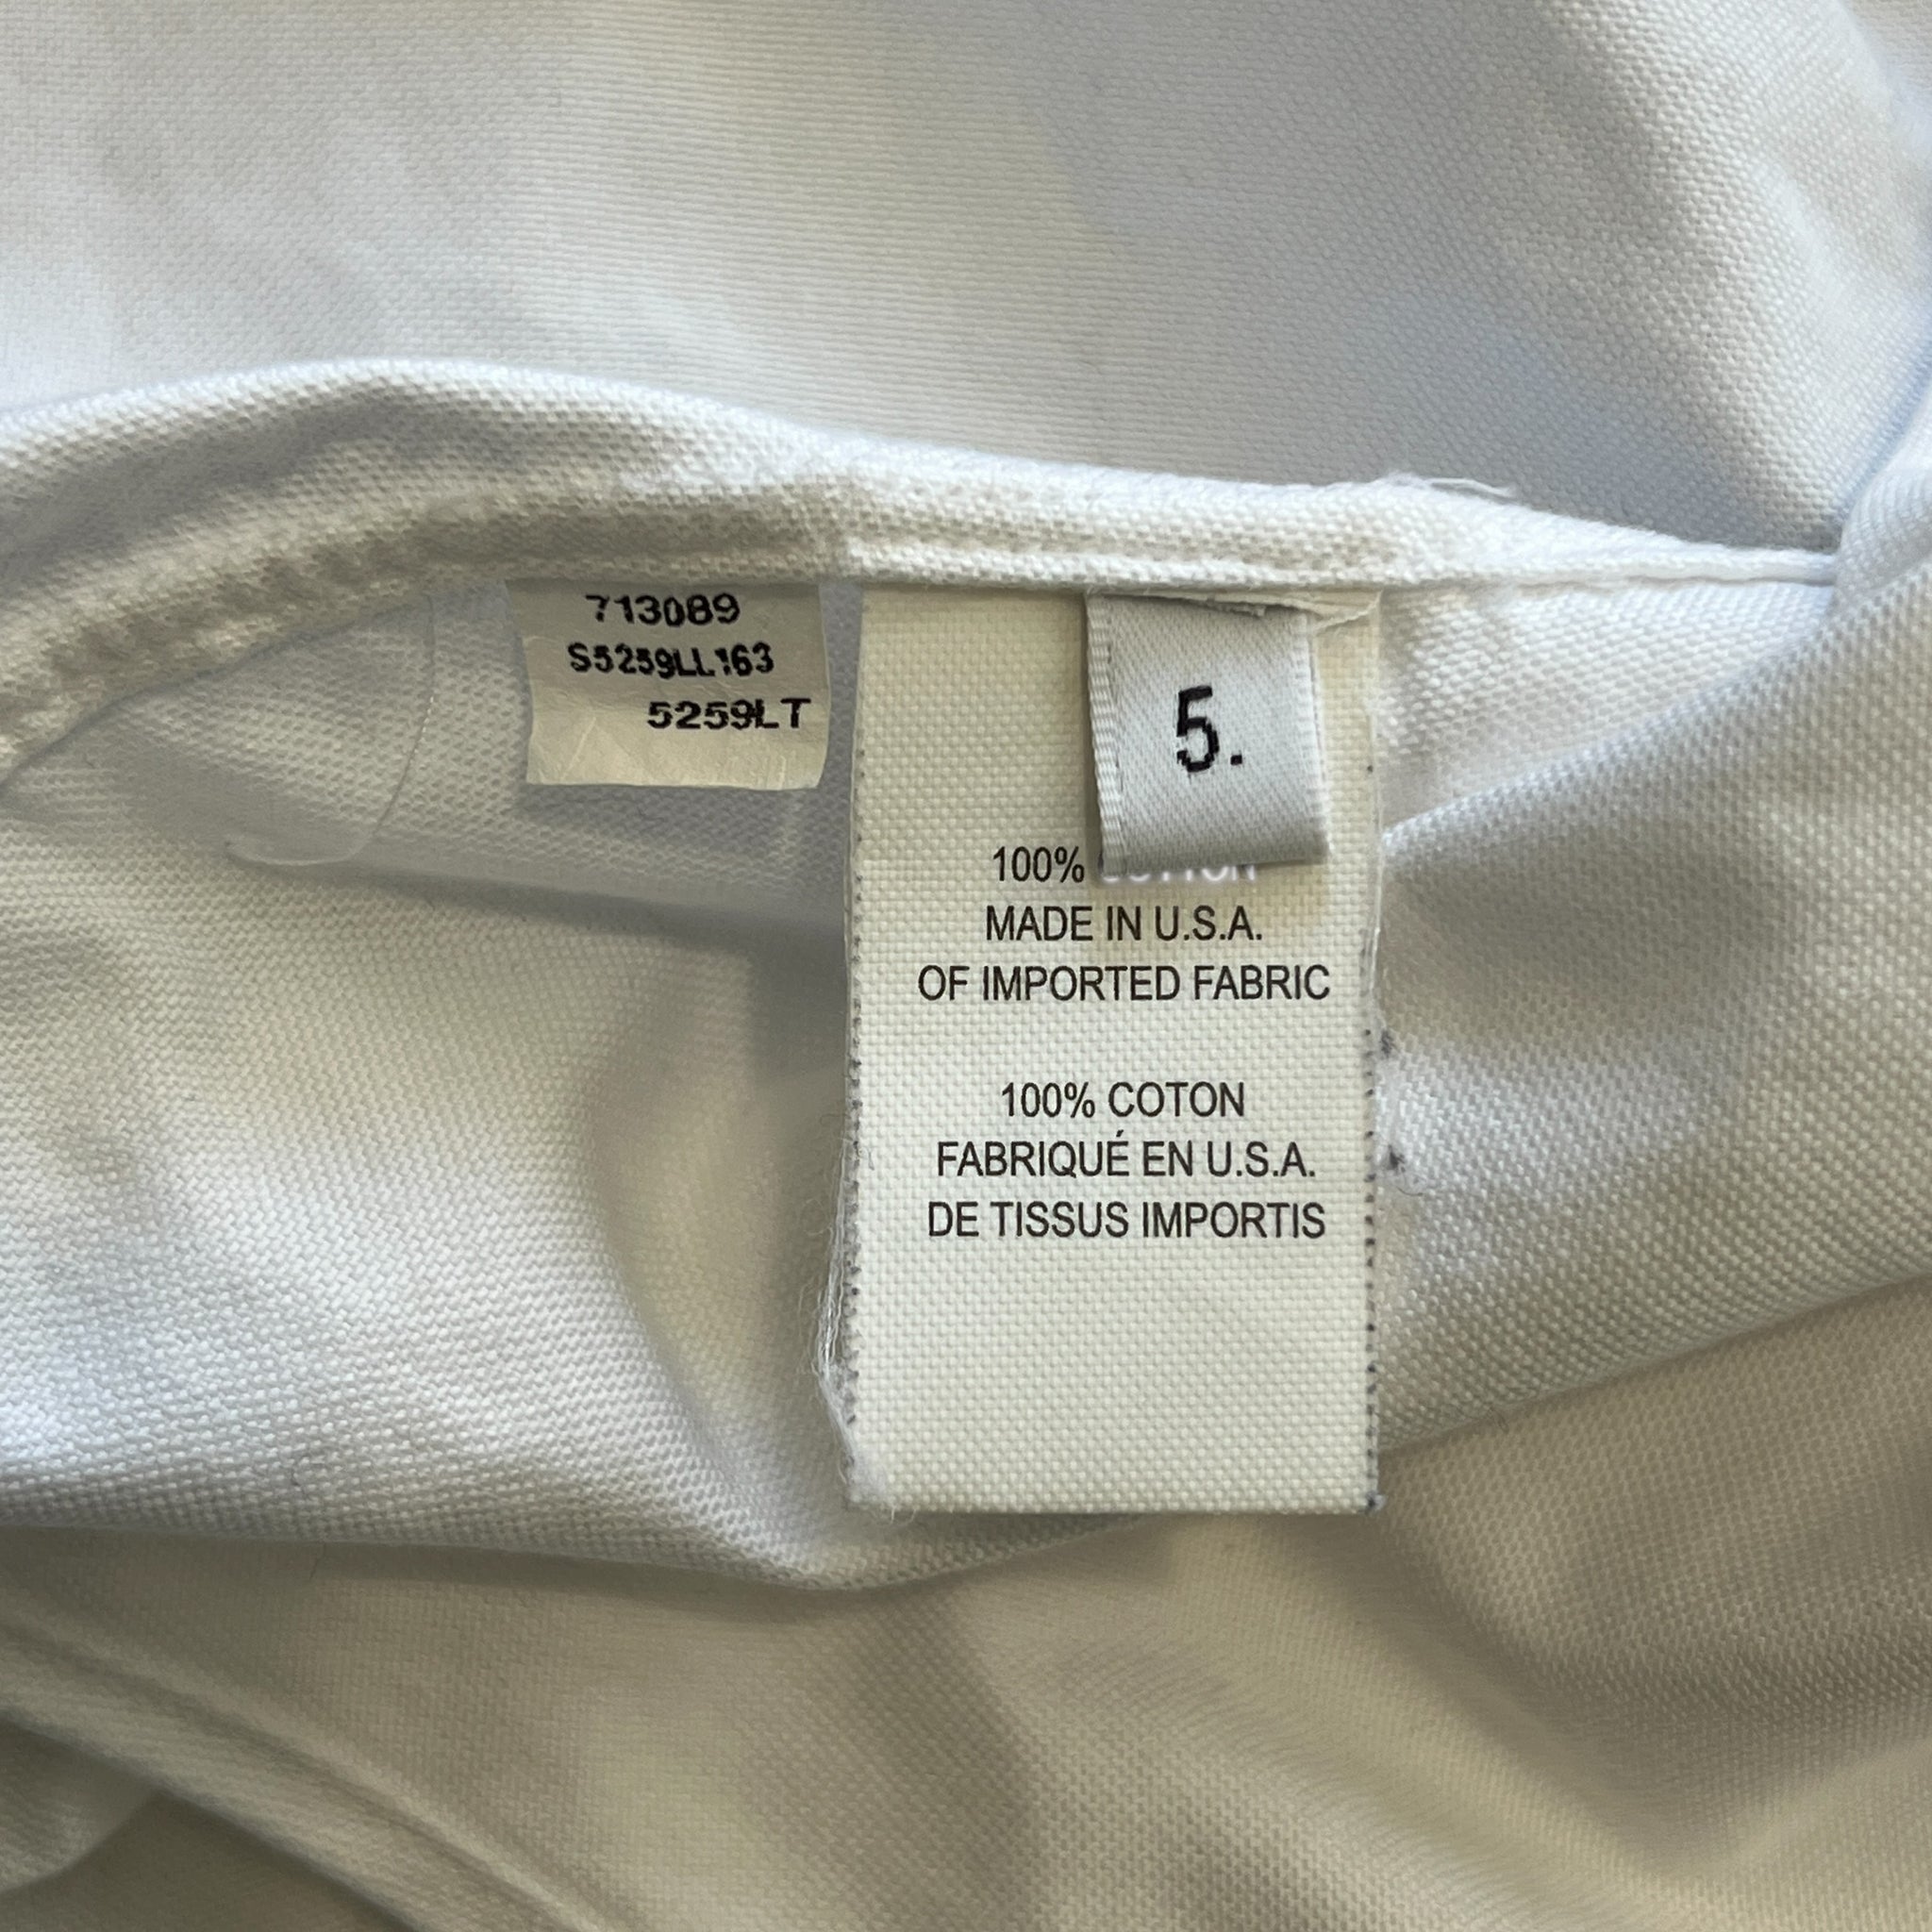 713089
S5259LL163
5259LT
5.
100%
MADE IN U.S.A.
OF IMPORTED FABRIC
100% COTON
FABRIQUÉ EN U.S.A.
DE TISSUS IMPORTIS